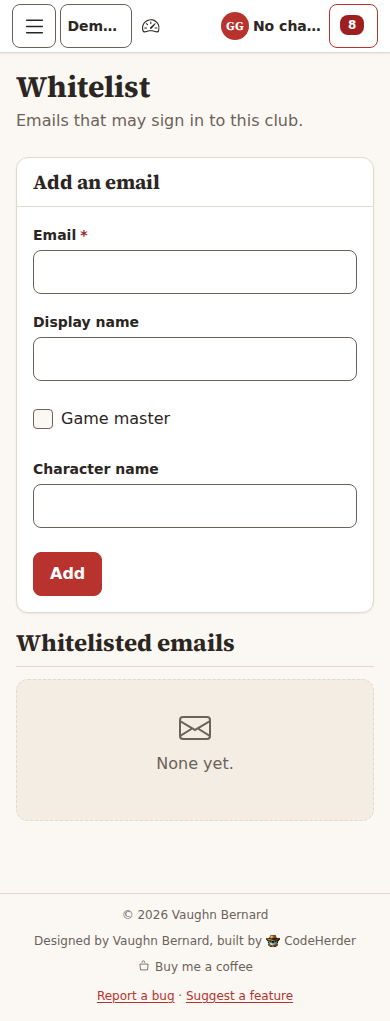 Dem…
GG No cha… 8
Whitelist
Emails that may sign in to this club.
Add an email
Email *
Display name
Game master
Character name
Add
Whitelisted emails
None yet.
© 2026 Vaughn Bernard
Designed by Vaughn Bernard, built by CodeHerder
Buy me a coffee
Report a bug · Suggest a feature